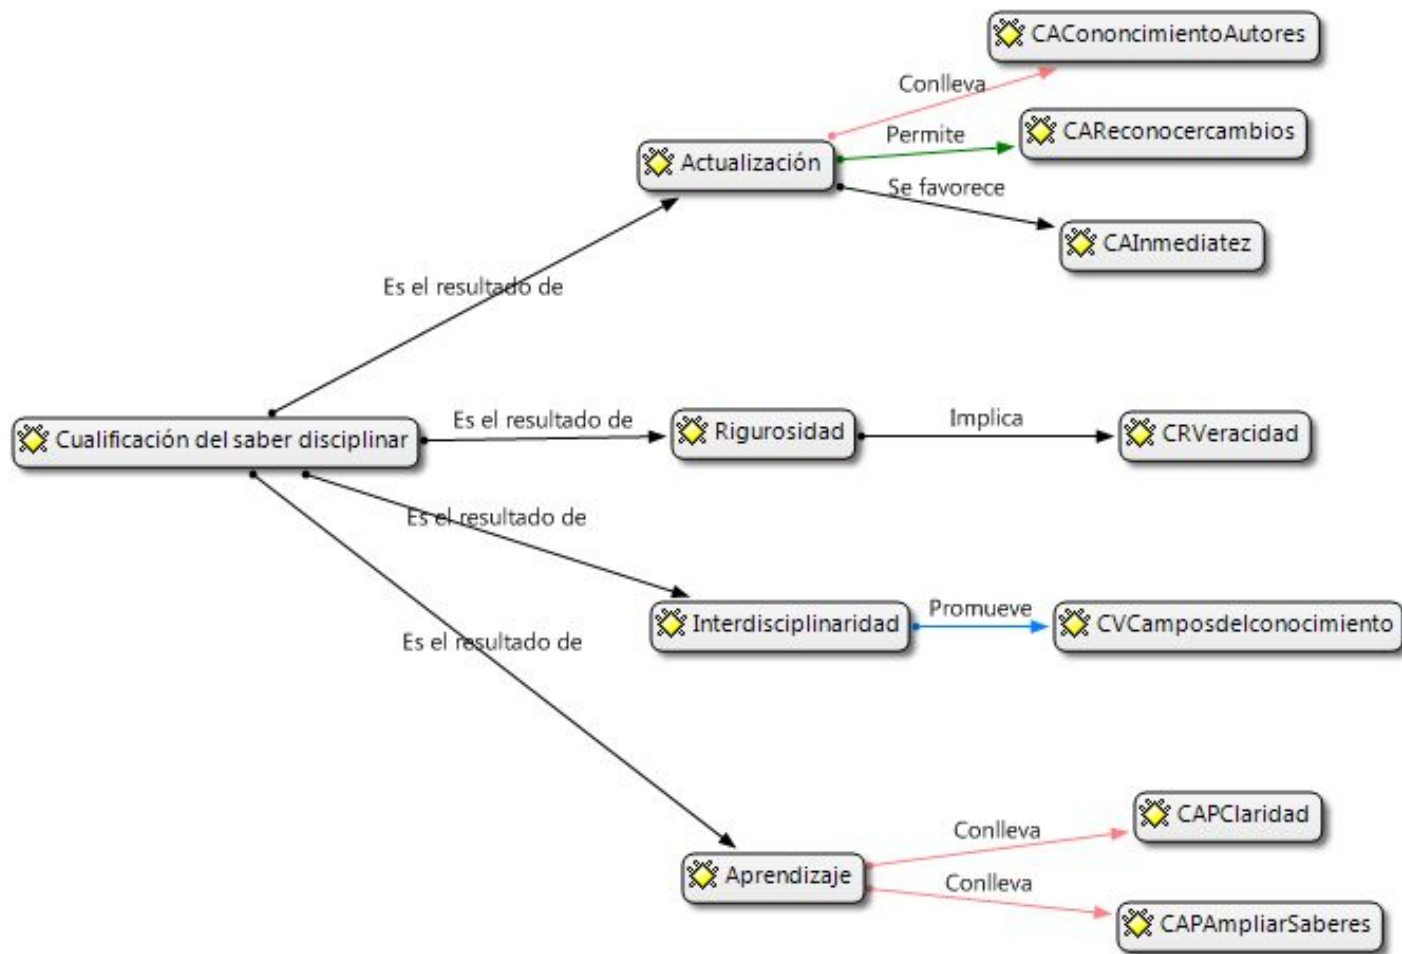 CACononcimientoAutores
Conlleva
Permite
CAReconocercambios
Actualización
Se favorece
CAInmediatez
Es el resultado de
Cualificación del saber disciplinar
Es el resultado de
Rigurosidad
Implica
CRVeracidad
Es el resultado de
Interdisciplinaridad
Promueve
CVCamposdelconocimiento
Es el resultado de
CAPClaridad
Conlleva
Aprendizaje
Conlleva
CAPAmpliarSaberes